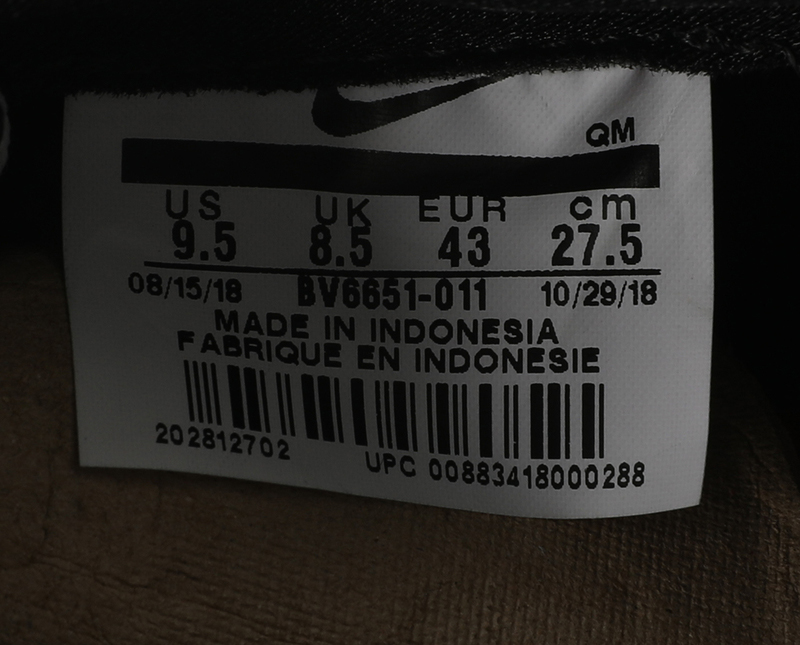 QM
US UK EUR cm
9.5 8.5 43 27.5
08/15/18 BV6651-011 10/29/18
MADE IN INDONESIA
FABRIQUE EN INDONESIE
202812702
UPC 00883418000288